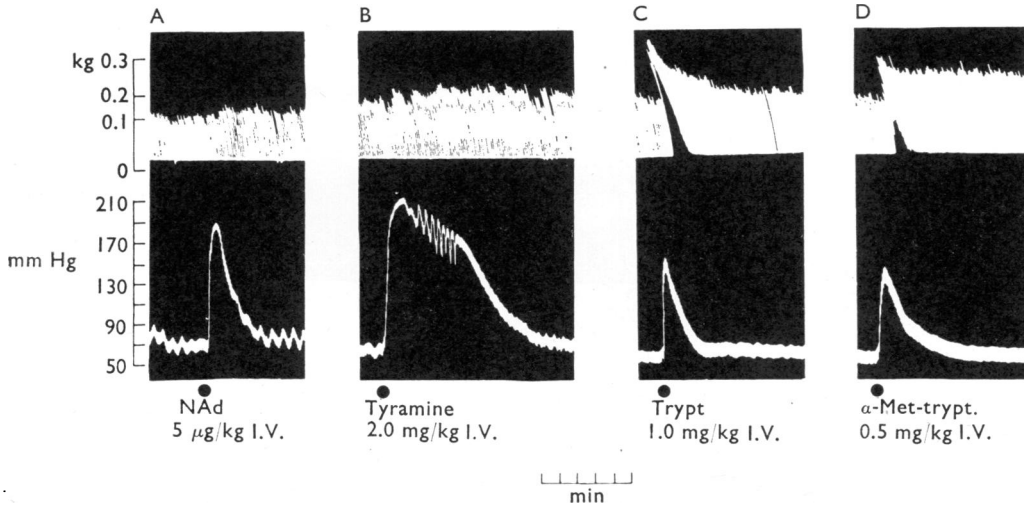 A
B
C
D
kg 0.3
0.2
0.1
0
210
170
mm Hg
130
90
50
NAd
5 μg/kg I.V.
Tyramine
2.0 mg/kg I.V.
Trypt
1.0 mg/kg I.V.
α-Met-trypt.
0.5 mg/kg I.V.
min